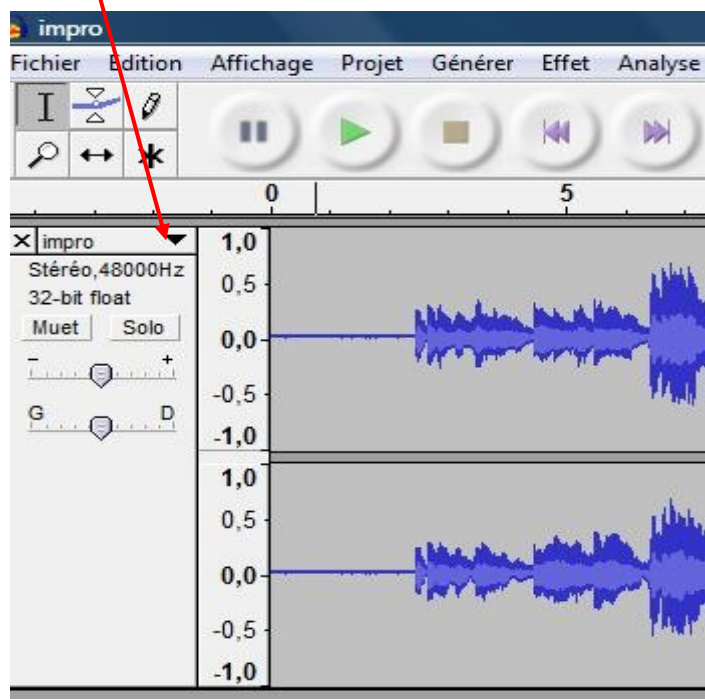 impro
Fichier Edition Affichage Projet Générer Effet Analyse
0 5
impro
Stéréo,48000Hz
32-bit float
Muet Solo
- +
G D
1,0
0,5
0,0
-0,5
-1,0
1,0
0,5
0,0
-0,5
-1,0